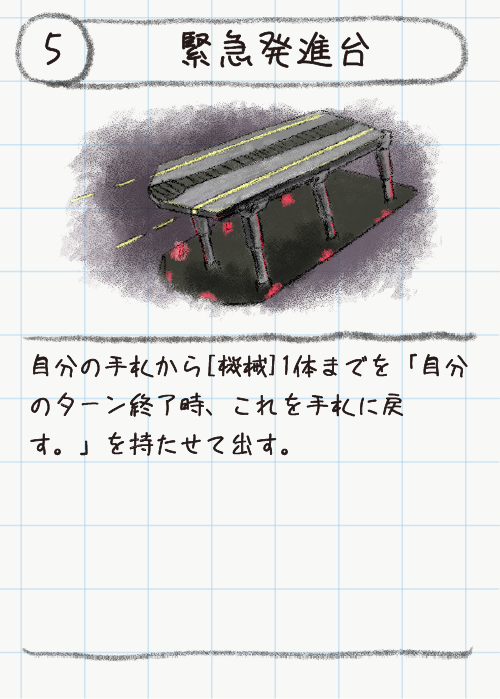 5
緊急発進台
自分の手札から[機械]1体までを「自分
のターン終了時、これを手札に戻
す。」を持たせて出す。